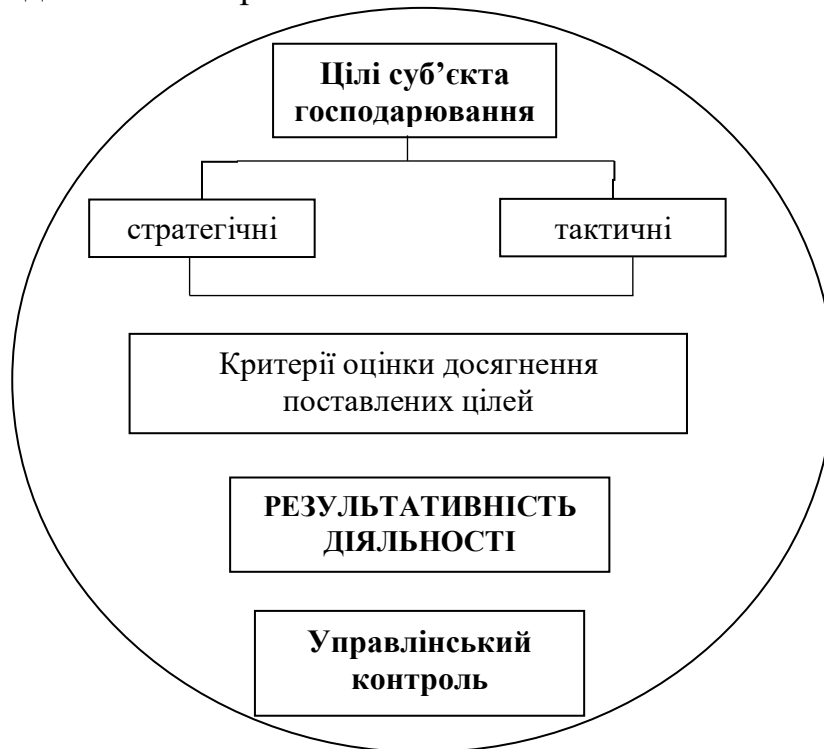 Цілі суб’єкта
господарювання
стратегічні
тактичні
Критерії оцінки досягнення
поставлених цілей
РЕЗУЛЬТАТИВНІСТЬ
ДІЯЛЬНОСТІ
Управлінський
контроль